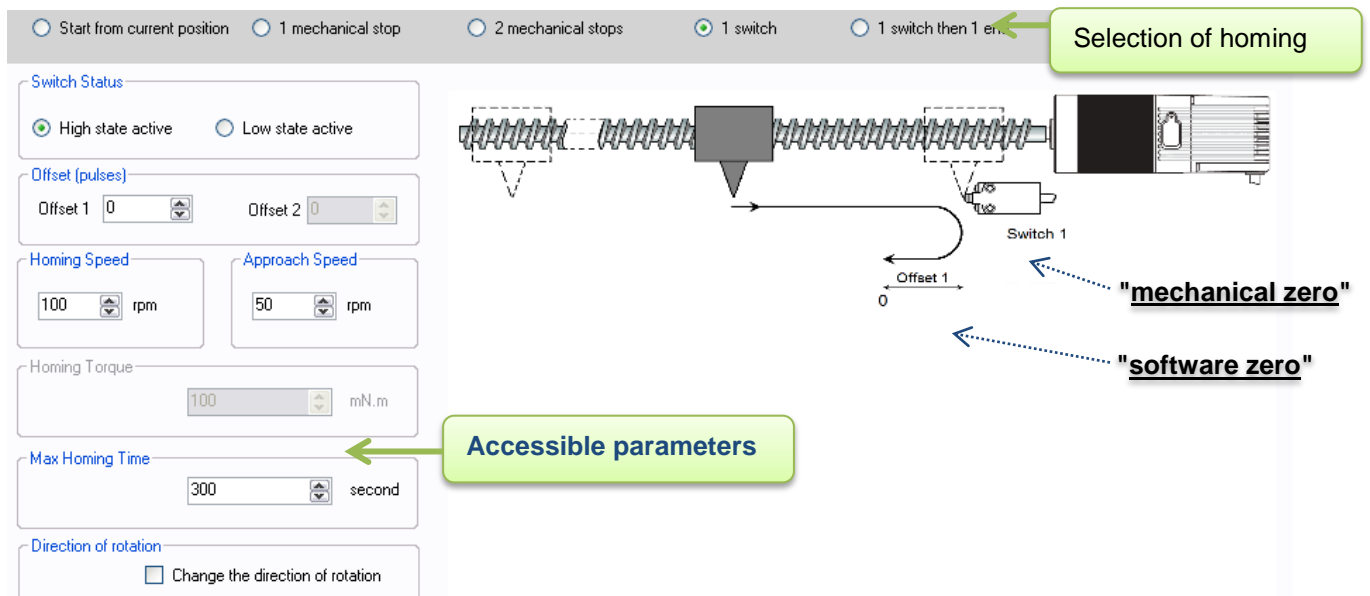 Start from current position 1 mechanical stop 2 mechanical stops 1 switch 1 switch then 1
Selection of homing
Switch Status
High state active Low state active
Offset (pulses)
Offset 1 0 Offset 2 0
Homing Speed Approach Speed
100 rpm 50 rpm
Homing Torque
100 mN.m
Max Homing Time
300 second
Direction of rotation
Change the direction of rotation
Switch 1
Offset 1
0
"mechanical zero"
"software zero"
Accessible parameters